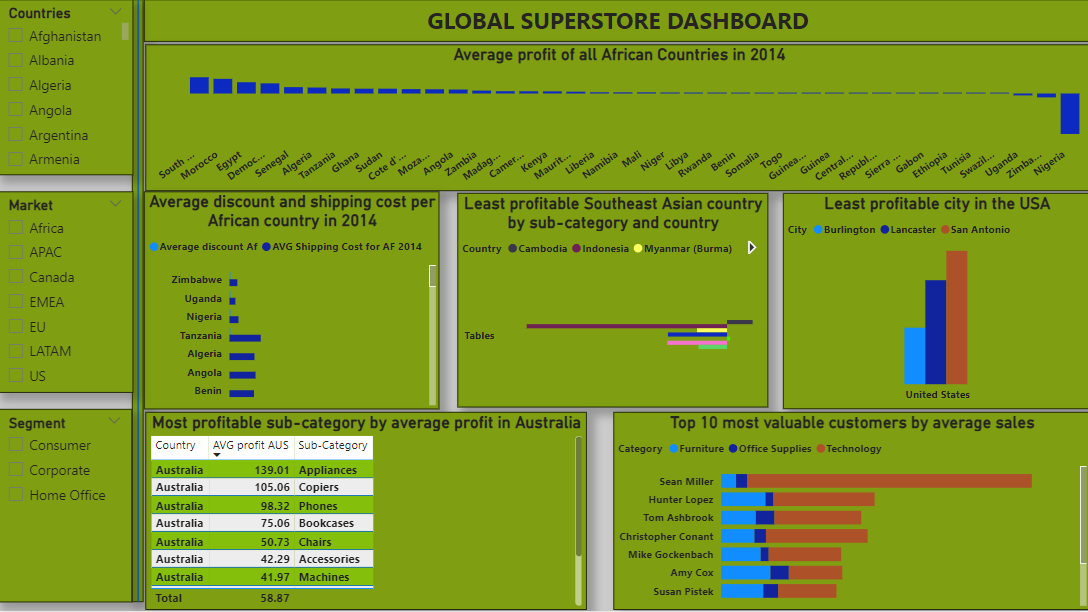 GLOBAL SUPERSTORE DASHBOARD
Countries
Afghanistan
Albania
Algeria
Angola
Argentina
Armenia
Market
Africa
APAC
Canada
EMEA
EU
LATAM
US
Segment
Consumer
Corporate
Home Office
Average profit of all African Countries in 2014
South ...
Morocco
Egypt
Democ...
Senegal
Algeria
Tanzania
Ghana
Sudan
Cote d'...
Moza...
Angola
Zambia
Madag...
Camer...
Kenya
Maurit...
Liberia
Namibia
Mali
Niger
Libya
Rwanda
Benin
Somalia
Togo
Guinea...
Guinea
Central...
Republ...
Sierra ...
Gabon
Ethiopia
Tunisia
Swazil...
Uganda
Zimba...
Nigeria
Average discount and shipping cost per
African country in 2014
Average discount Af AVG Shipping Cost for AF 2014
Zimbabwe
Uganda
Nigeria
Tanzania
Algeria
Angola
Benin
Least profitable Southeast Asian country
by sub-category and country
Country Cambodia Indonesia Myanmar (Burma)
Tables
Least profitable city in the USA
City Burlington Lancaster San Antonio
United States
Most profitable sub-category by average profit in Australia
Country AVG profit AUS Sub-Category
Australia 139.01 Appliances
Australia 105.06 Copiers
Australia 98.32 Phones
Australia 75.06 Bookcases
Australia 50.73 Chairs
Australia 42.29 Accessories
Australia 41.97 Machines
Total 58.87
Top 10 most valuable customers by average sales
Category Furniture Office Supplies Technology
Sean Miller
Hunter Lopez
Tom Ashbrook
Christopher Conant
Mike Gockenbach
Amy Cox
Susan Pistek